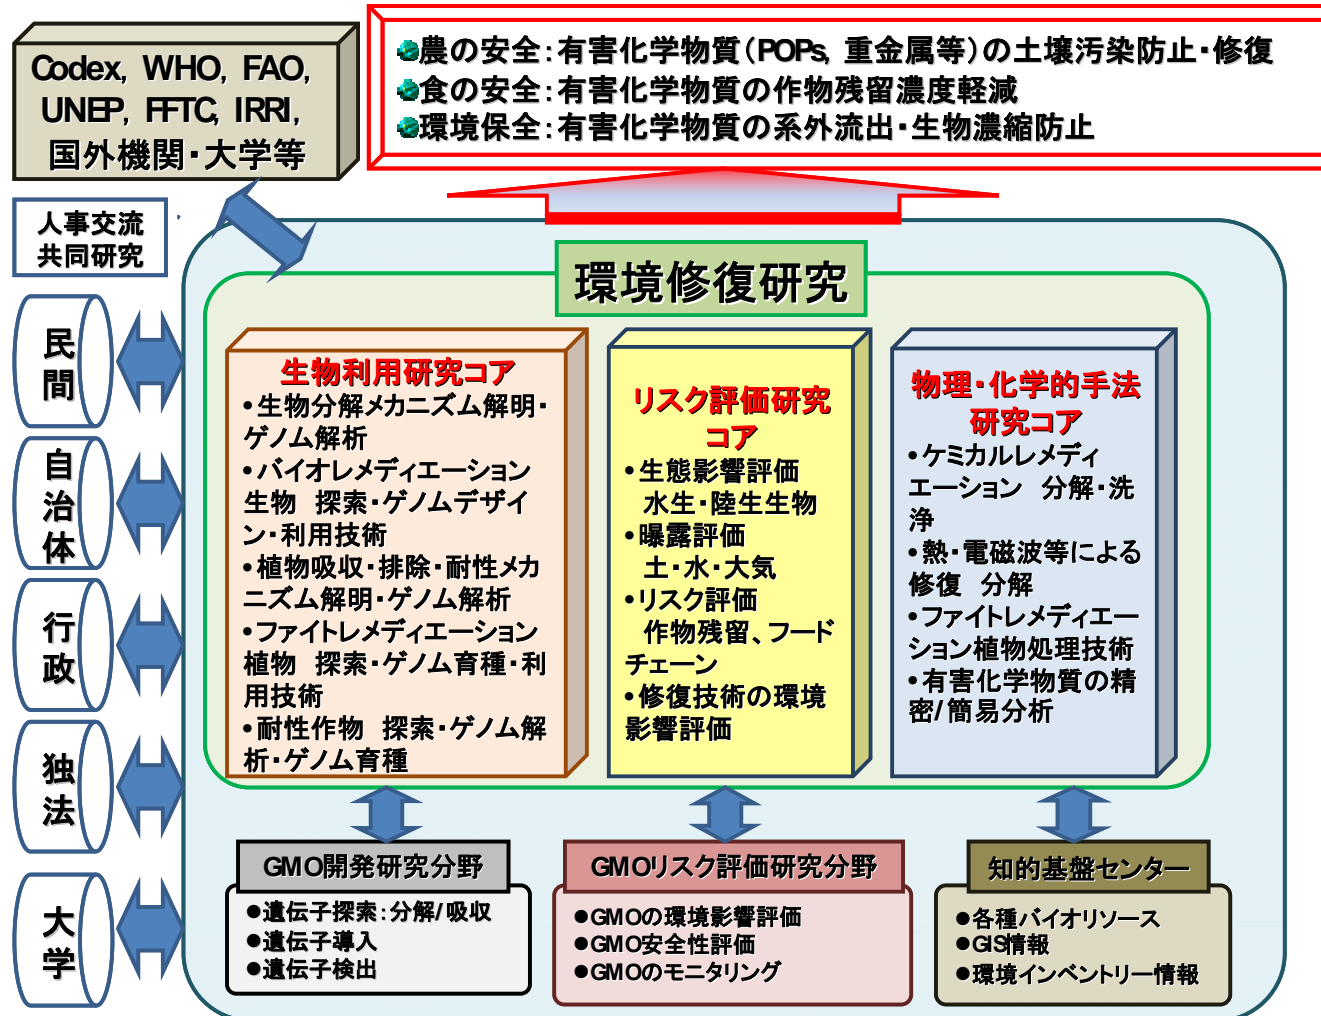 Codex, WHO, FAO,
UNEP, FFTC, IRRI,
国外機関・大学等
農の安全：有害化学物質（POPs, 重金属等）の土壌汚染防止・修復
食の安全：有害化学物質の作物残留濃度軽減
環境保全：有害化学物質の系外流出・生物濃縮防止
人事交流
共同研究
民
間
自
治
体
行
政
独
法
大
学
環境修復研究
生物利用研究コア
•生物分解メカニズム解明・
ゲノム解析
•バイオレメディエーション
生物　探索・ゲノムデザイ
ン・利用技術
•植物吸収・排除・耐性メカ
ニズム解明・ゲノム解析
•ファイトレメディエーション
植物　探索・ゲノム育種・利
用技術
•耐性作物　探索・ゲノム解
析・ゲノム育種
リスク評価研究
コア
•生態影響評価
水生・陸生生物
•曝露評価
土・水・大気
•リスク評価
作物残留、フード
チェーン
•修復技術の環境
影響評価
物理・化学的手法
研究コア
•ケミカルレメディ
エーション　分解・洗
浄
•熱・電磁波等による
修復　分解
•ファイトレメディエー
ション植物処理技術
•有害化学物質の精
密/簡易分析
GMO開発研究分野
●遺伝子探索：分解/吸収
●遺伝子導入
●遺伝子検出
GMOリスク評価研究分野
●GMOの環境影響評価
●GMO安全性評価
●GMOのモニタリング
知的基盤センター
●各種バイオリソース
●GIS情報
●環境インベントリー情報